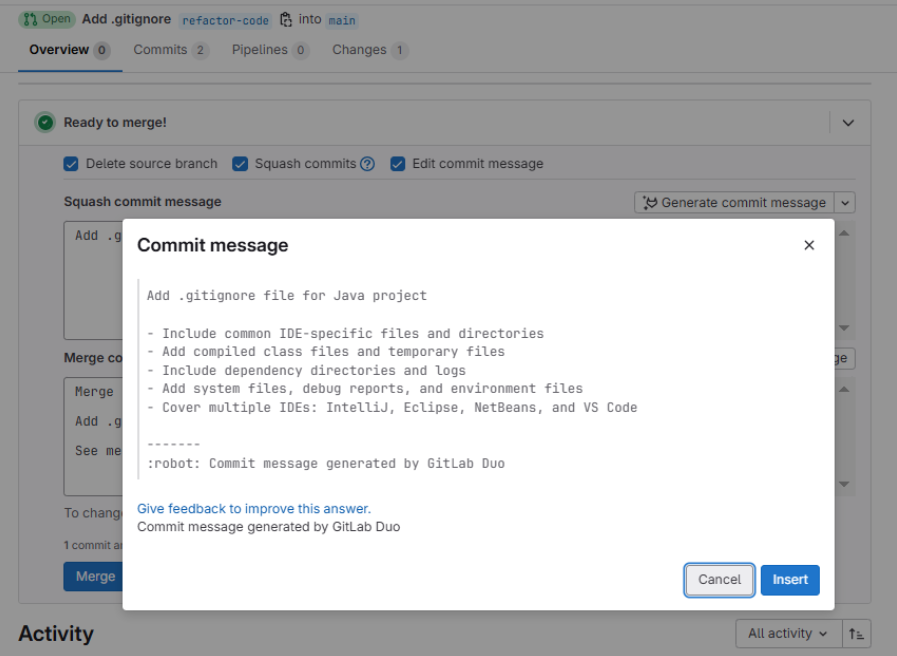 Open Add .gitignore refactor-code into main
Overview 0 Commits 2 Pipelines 0 Changes 1
Ready to merge!
Delete source branch Squash commits Edit commit message
Squash commit message Generate commit message
Add .g
Commit message
Add .gitignore file for Java project
- Include common IDE-specific files and directories
- Add compiled class files and temporary files
- Include dependency directories and logs
- Add system files, debug reports, and environment files
- Cover multiple IDEs: IntelliJ, Eclipse, NetBeans, and VS Code
-------
:robot: Commit message generated by GitLab Duo
Give feedback to improve this answer.
Commit message generated by GitLab Duo
Cancel Insert
Merge co ge
Merge
Add .g
See me
To chang
1 commit a
Merge
Activity All activity